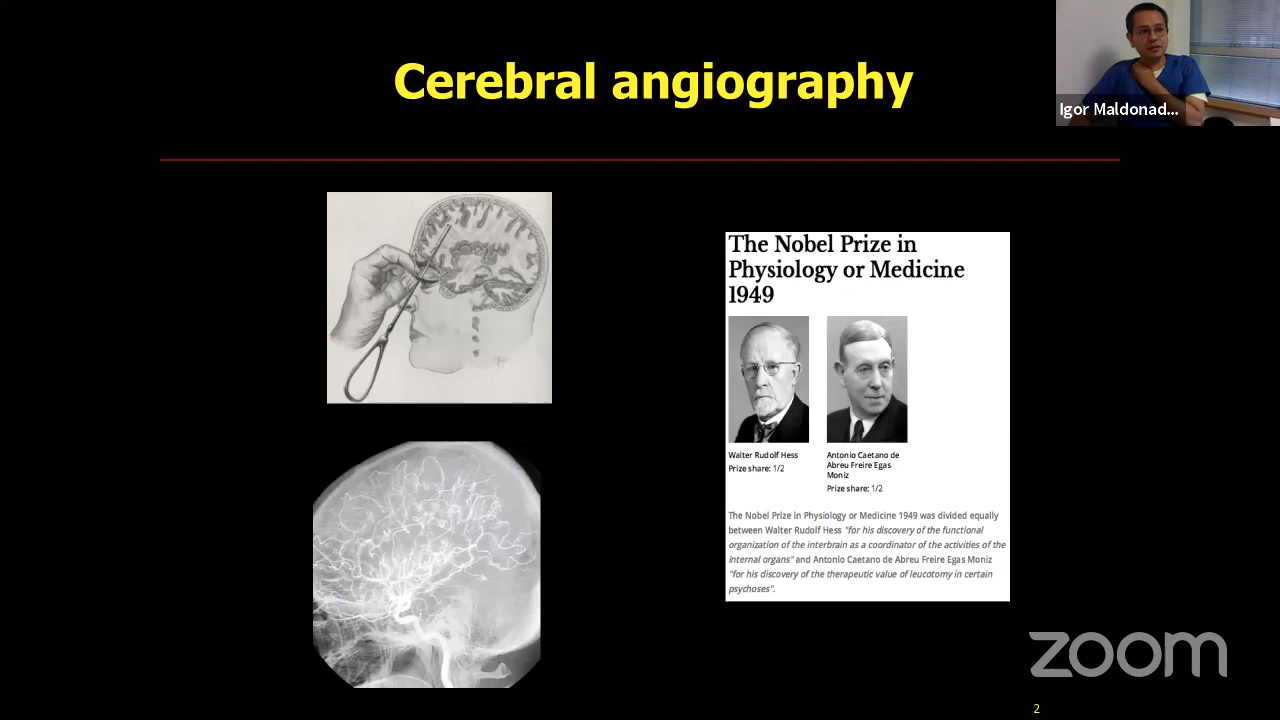 Cerebral angiography
Igor Maldonad...
The Nobel Prize in
Physiology or Medicine
1949
Walter Rudolf Hess
Prize share: 1/2
Antonio Caetano de
Abreu Freire Egas
Moniz
Prize share: 1/2
The Nobel Prize in Physiology or Medicine 1949 was divided equally
between Walter Rudolf Hess "for his discovery of the functional
organization of the interbrain as a coordinator of the activities of the
internal organs" and Antonio Caetano de Abreu Freire Egas Moniz
"for his discovery of the therapeutic value of leucotomy in certain
psychoses".
zoom
2